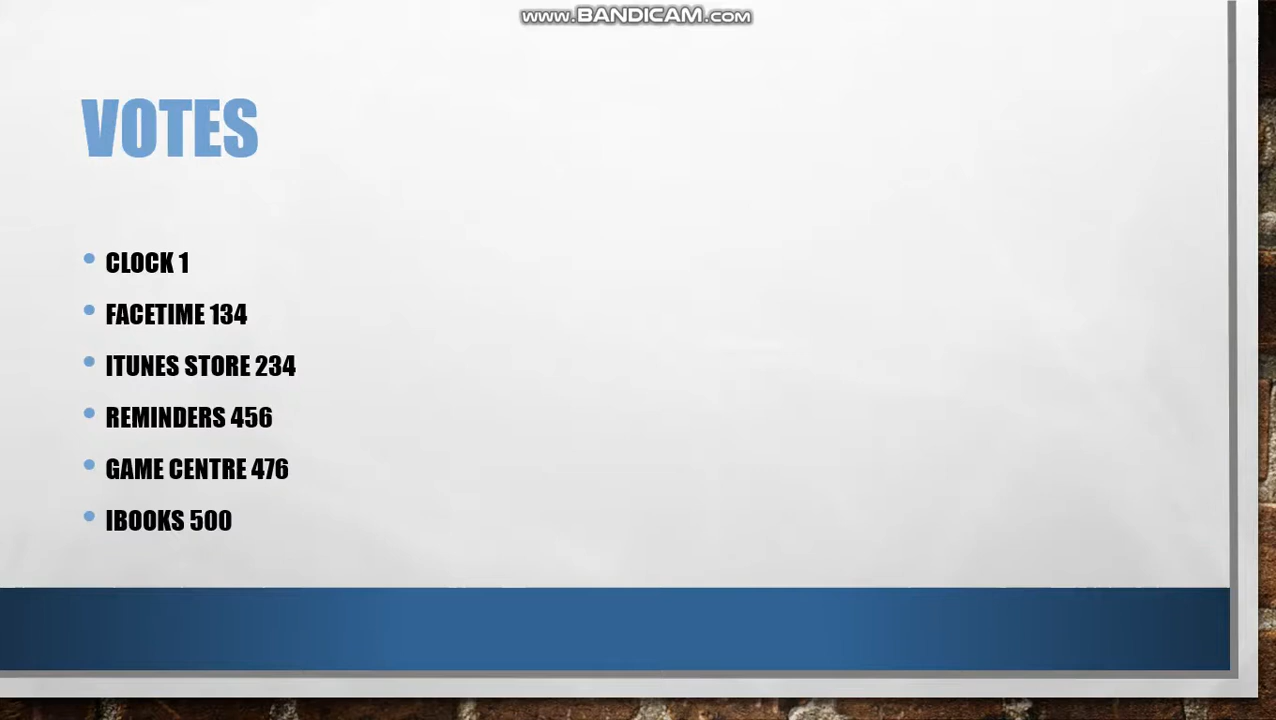 www.BANDICAM.com
VOTES
• CLOCK 1
• FACETIME 134
• ITUNES STORE 234
• REMINDERS 456
• GAME CENTRE 476
• IBOOKS 500